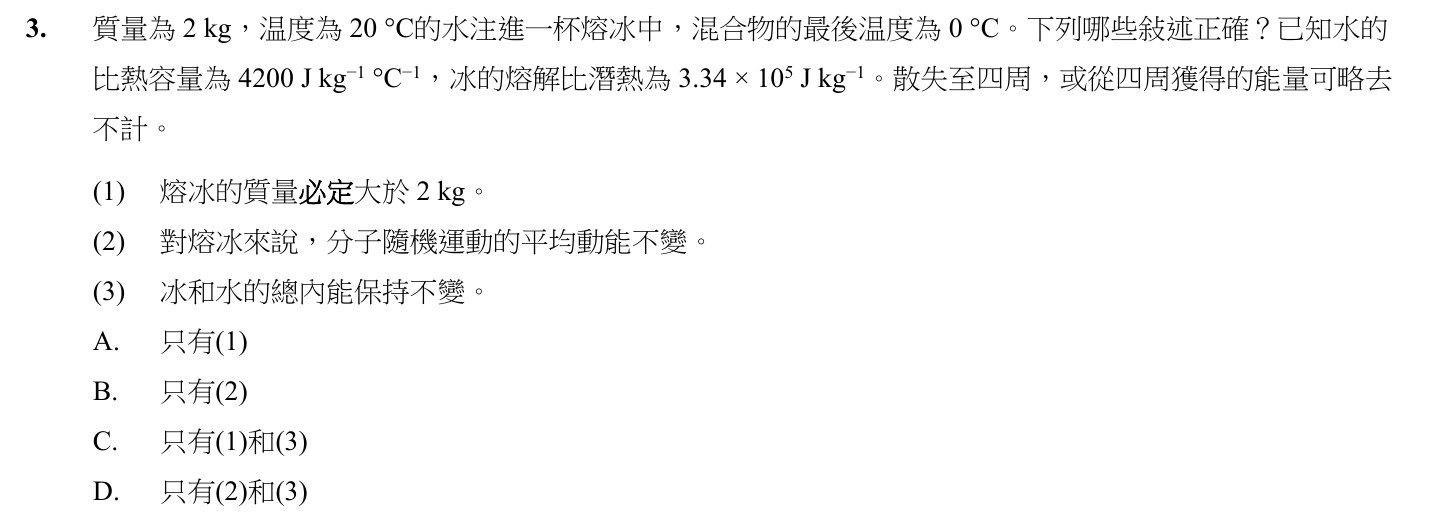 3. 質量為 2 kg，温度為 20 °C的水注進一杯熔冰中，混合物的最後温度為 0 °C。下列哪些敍述正確？已知水的
比熱容量為 4200 J kg⁻¹ °C⁻¹，冰的熔解比潛熱為 3.34 × 10⁵ J kg⁻¹。散失至四周，或從四周獲得的能量可略去
不計。
(1) 熔冰的質量必定大於 2 kg。
(2) 對熔冰來說，分子隨機運動的平均動能不變。
(3) 冰和水的總內能保持不變。
A. 只有(1)
B. 只有(2)
C. 只有(1)和(3)
D. 只有(2)和(3)